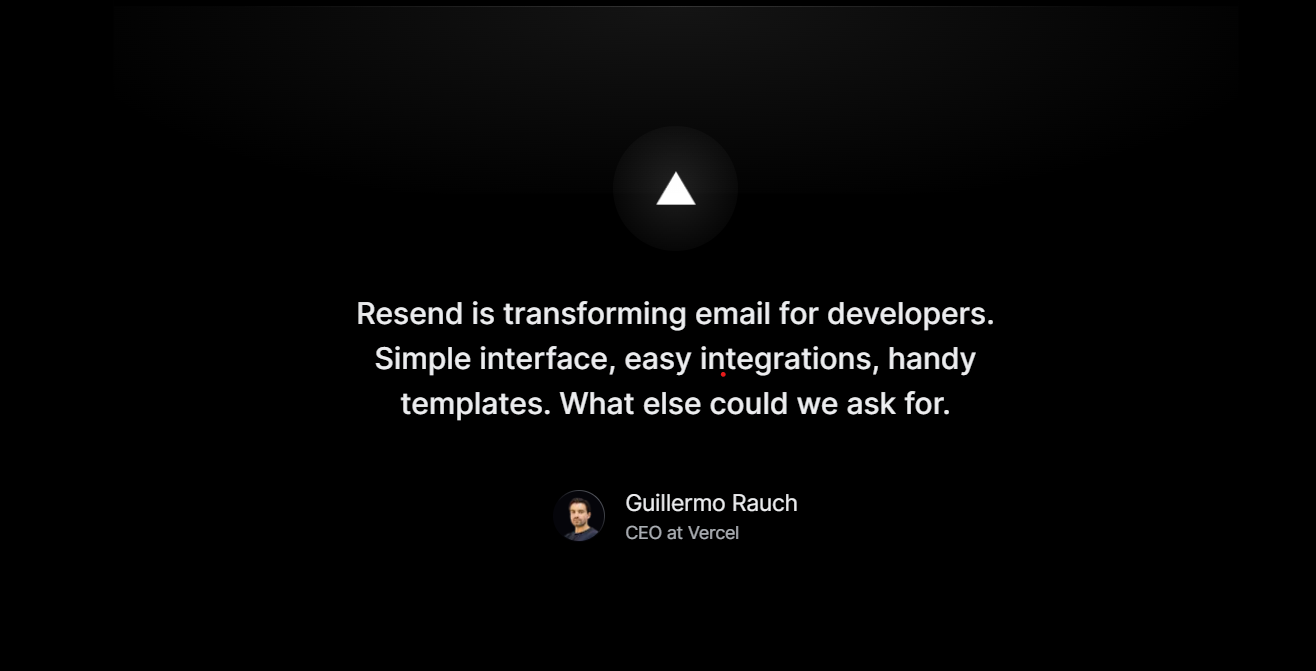 Resend is transforming email for developers.
Simple interface, easy integrations, handy
templates. What else could we ask for.
Guillermo Rauch
CEO at Vercel